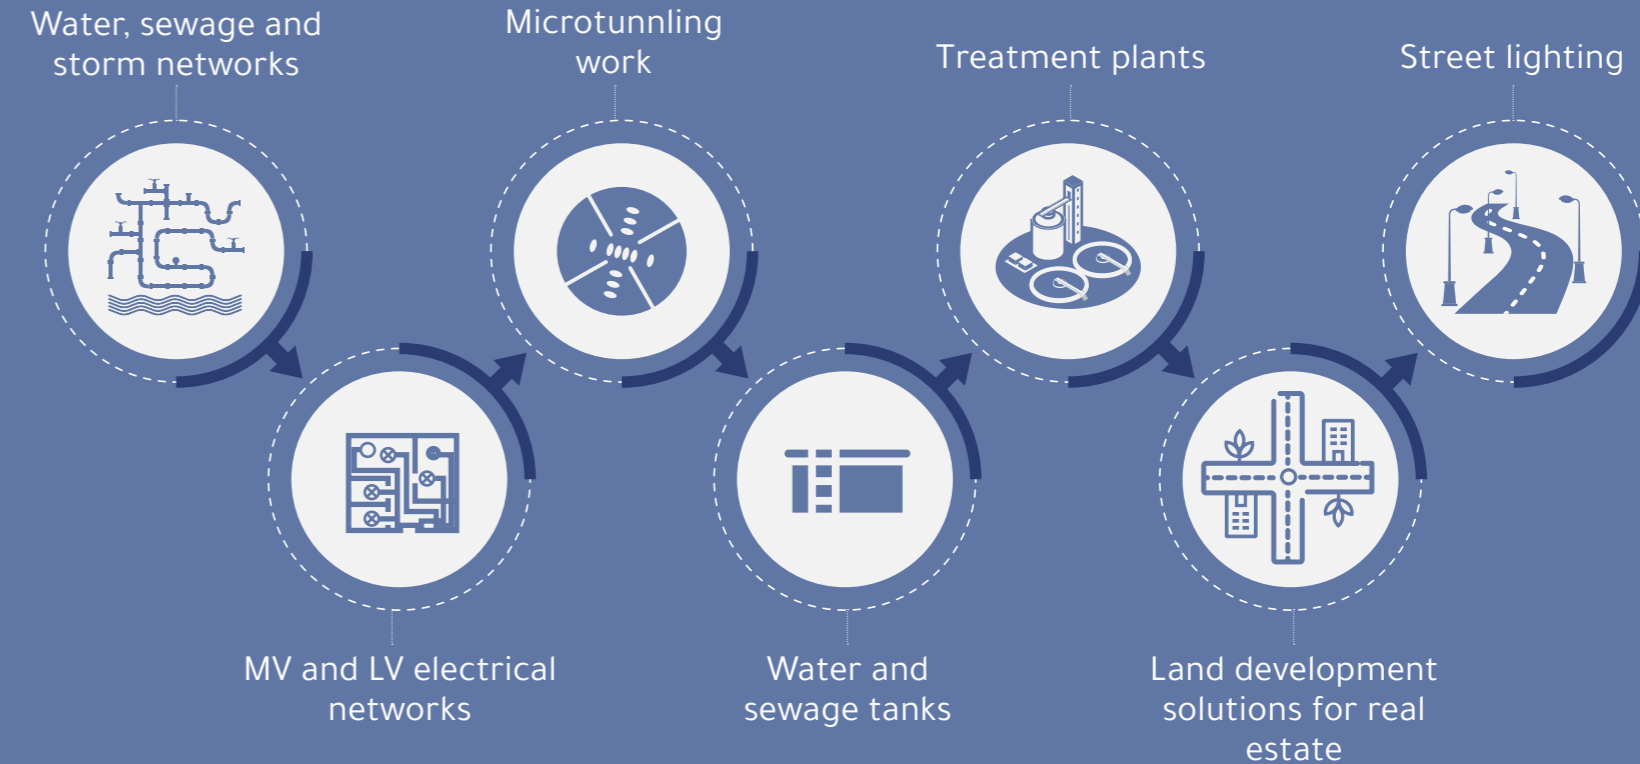 Water, sewage and
storm networks
MV and LV electrical
networks
Microtunnling
work
Water and
sewage tanks
Treatment plants
Land development
solutions for real
estate
Street lighting